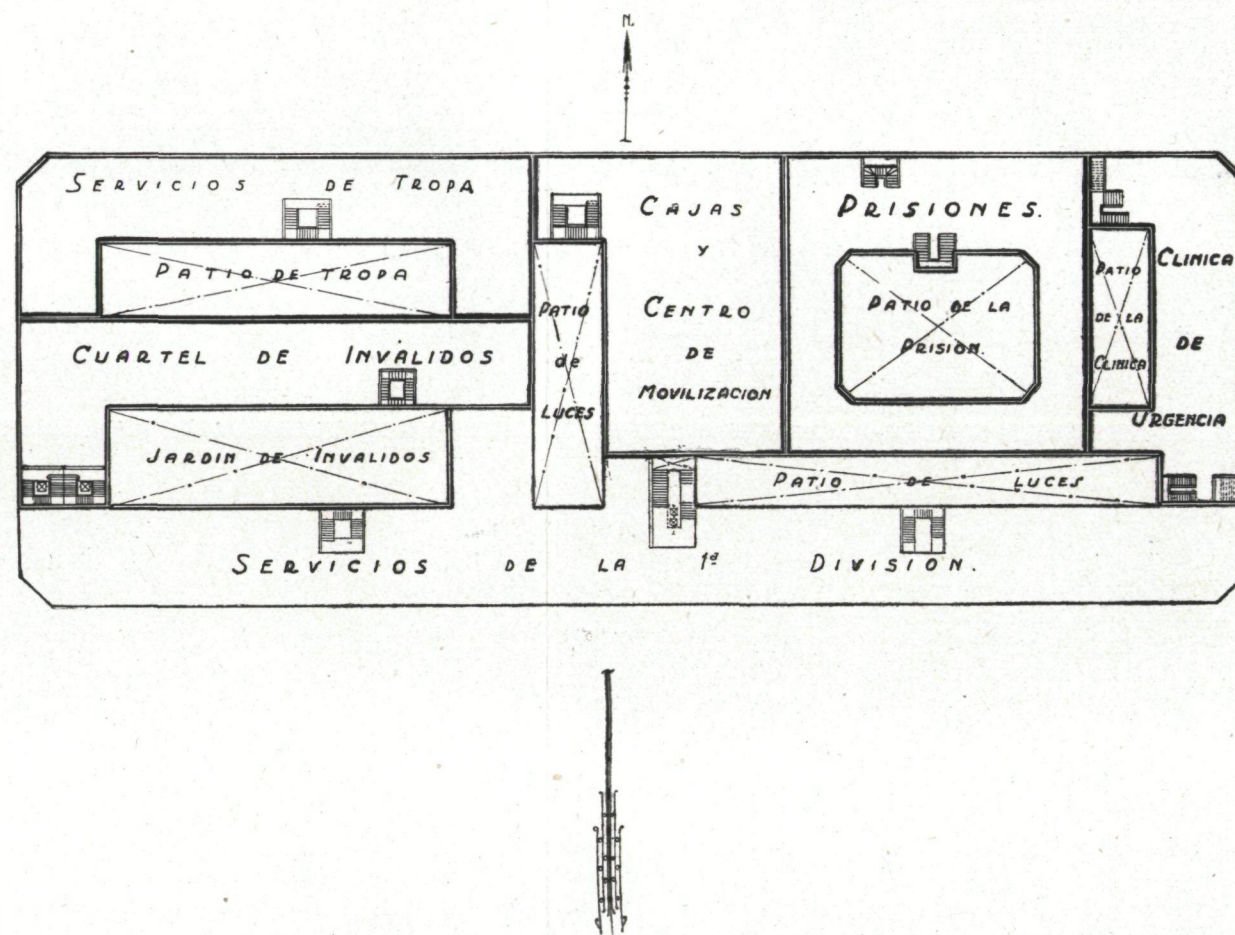 N.
SERVICIOS DE TROPA
PATIO DE TROPA
CUARTEL DE INVALIDOS
JARDIN DE INVALIDOS
PATIO
de
LUCES
CAJAS
Y
CENTRO
DE
MOVILIZACION
PRISIONES.
PATIO DE LA
PRISION.
PATIO
DE LA
CLINICA
CLINICA
DE
URGENCIA
PATIO DE LUCES
SERVICIOS DE LA 1ª DIVISION.